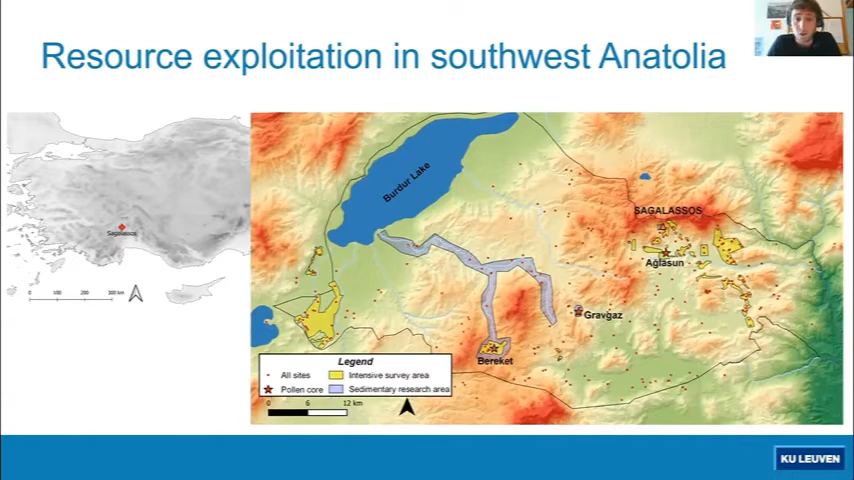 Resource exploitation in southwest Anatolia
Sagalassos
0 100 200 300 km
Burdur Lake
SAGALASSOS
Ağlasun
Gravgaz
Bereket
Legend
All sites
Intensive survey area
Pollen core
Sedimentary research area
0 6 12 km
KU LEUVEN